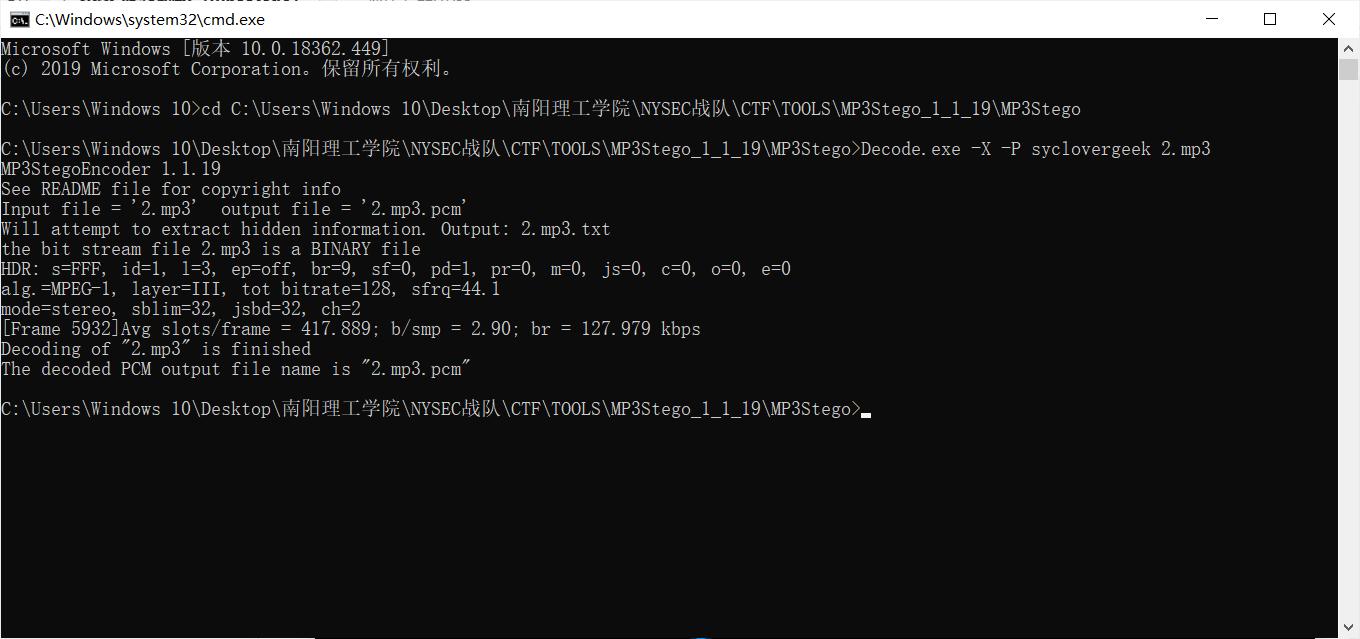 C:\Windows\system32\cmd.exe
Microsoft Windows [版本 10.0.18362.449]
(c) 2019 Microsoft Corporation。保留所有权利。
C:\Users\Windows 10>cd C:\Users\Windows 10\Desktop\南阳理工学院\NYSEC战队\CTF\TOOLS\MP3Stego_1_1_19\MP3Stego
C:\Users\Windows 10\Desktop\南阳理工学院\NYSEC战队\CTF\TOOLS\MP3Stego_1_1_19\MP3Stego>Decode.exe -X -P syclovergeek 2.mp3
MP3StegoEncoder 1.1.19
See README file for copyright info
Input file = '2.mp3'  output file = '2.mp3.pcm'
Will attempt to extract hidden information. Output: 2.mp3.txt
the bit stream file 2.mp3 is a BINARY file
HDR: s=FFF, id=1, l=3, ep=off, br=9, sf=0, pd=1, pr=0, m=0, js=0, c=0, o=0, e=0
alg.=MPEG-1, layer=III, tot bitrate=128, sfrq=44.1
mode=stereo, sblim=32, jsbd=32, ch=2
[Frame 5932]Avg slots/frame = 417.889; b/smp = 2.90; br = 127.979 kbps
Decoding of "2.mp3" is finished
The decoded PCM output file name is "2.mp3.pcm"
C:\Users\Windows 10\Desktop\南阳理工学院\NYSEC战队\CTF\TOOLS\MP3Stego_1_1_19\MP3Stego>